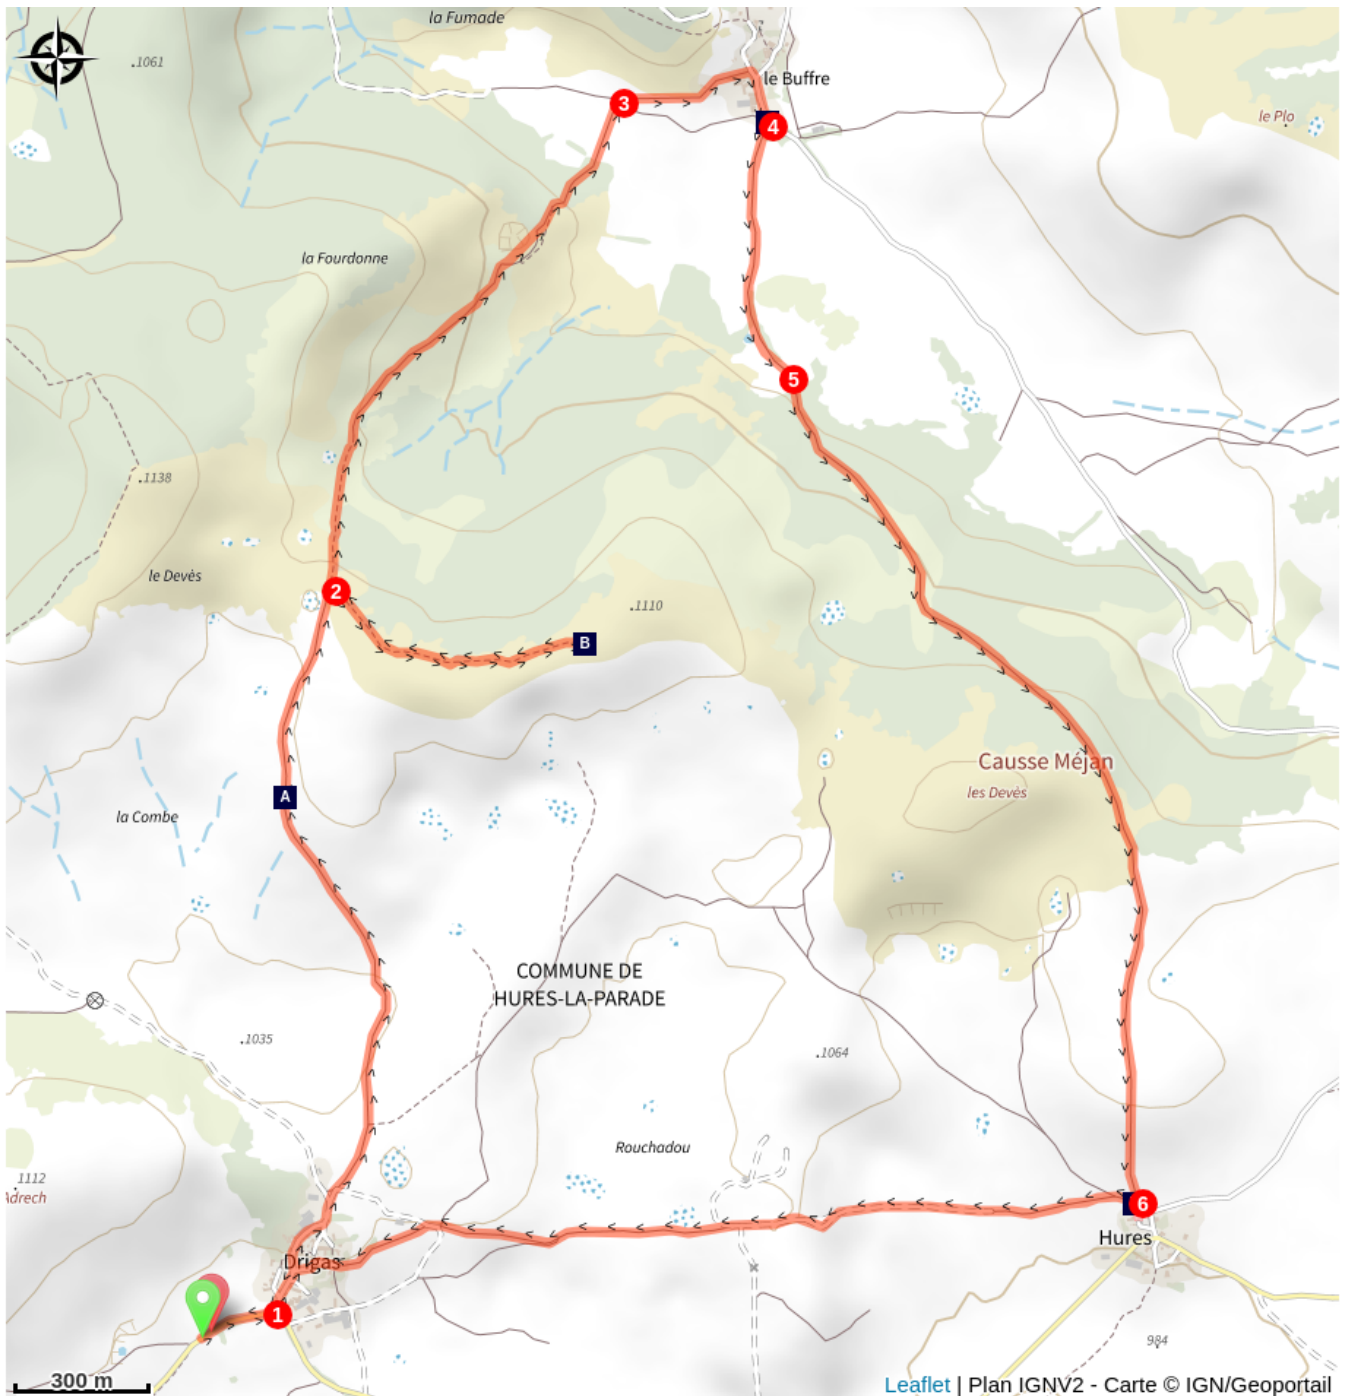 la Fumade
.1061
le Buffre
3
4
le Plo
la Fourdonne
5
.1138
le Devès
2
.1110
B
Causse Méjan
les Devès
A
la Combe
COMMUNE DE
HURES-LA-PARADE
.1035
.1064
Rouchadou
.1112
Adrech
6
Hures
Drigas
1
984
300 m
Leaflet | Plan IGNV2 - Carte © IGN/Geoportail